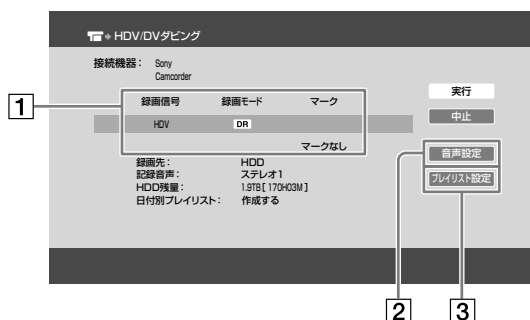 HDV/DVダビング
接続機器： Sony
Camcorder
1
録画信号 録画モード マーク
HDV DR
マークなし
録画先： HDD
記録音声： ステレオ1
HDD残量： 1.9TB[ 170H03M ]
日付別プレイリスト： 作成する
実行
中止
音声設定
プレイリスト設定
2 3